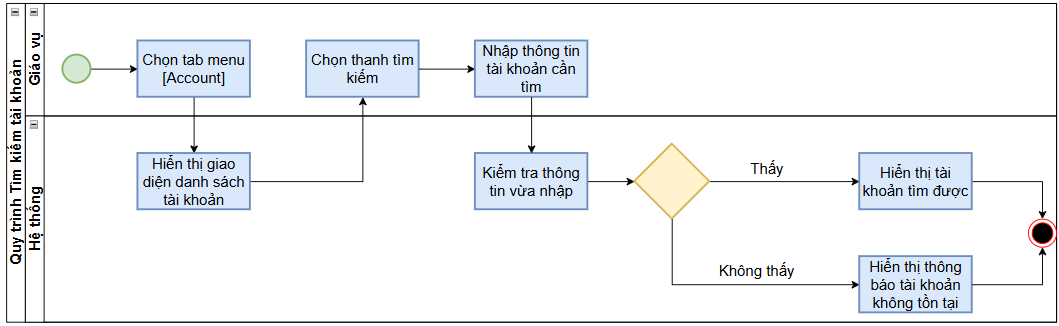 Quy trình Tìm kiếm tài khoản
Giáo vụ
Chọn tab menu
[Account]
Chọn thanh tìm
kiếm
Nhập thông tin
tài khoản cần
tìm
Hệ thống
Hiển thị giao
diện danh sách
tài khoản
Kiểm tra thông
tin vừa nhập
Thấy
Hiển thị tài
khoản tìm được
Không thấy
Hiển thị thông
báo tài khoản
không tồn tại